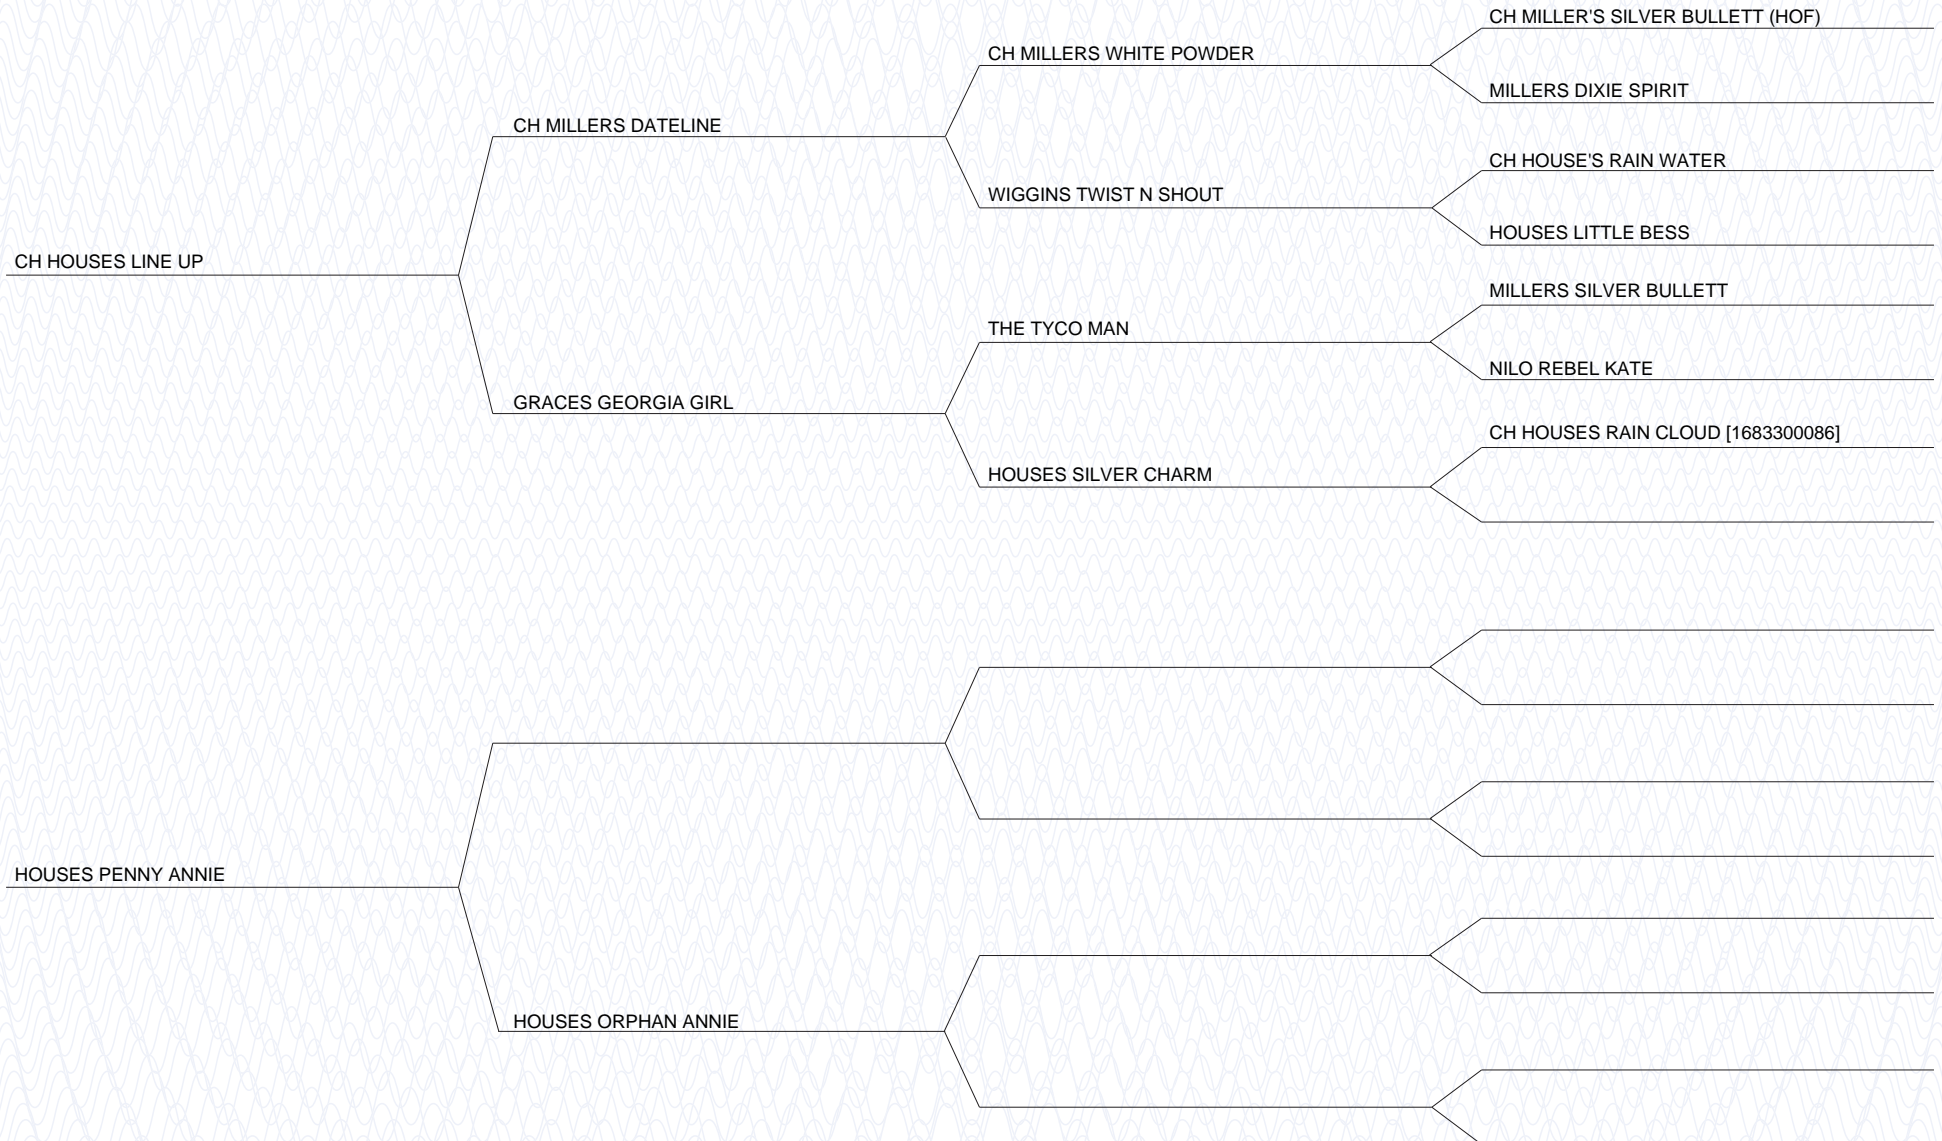 CH MILLER'S SILVER BULLETT (HOF)
CH MILLERS WHITE POWDER
MILLERS DIXIE SPIRIT
CH MILLERS DATELINE
CH HOUSE'S RAIN WATER
WIGGINS TWIST N SHOUT
HOUSES LITTLE BESS
CH HOUSES LINE UP
MILLERS SILVER BULLETT
THE TYCO MAN
NILO REBEL KATE
GRACES GEORGIA GIRL
CH HOUSES RAIN CLOUD [1683300086]
HOUSES SILVER CHARM
HOUSES PENNY ANNIE
HOUSES ORPHAN ANNIE